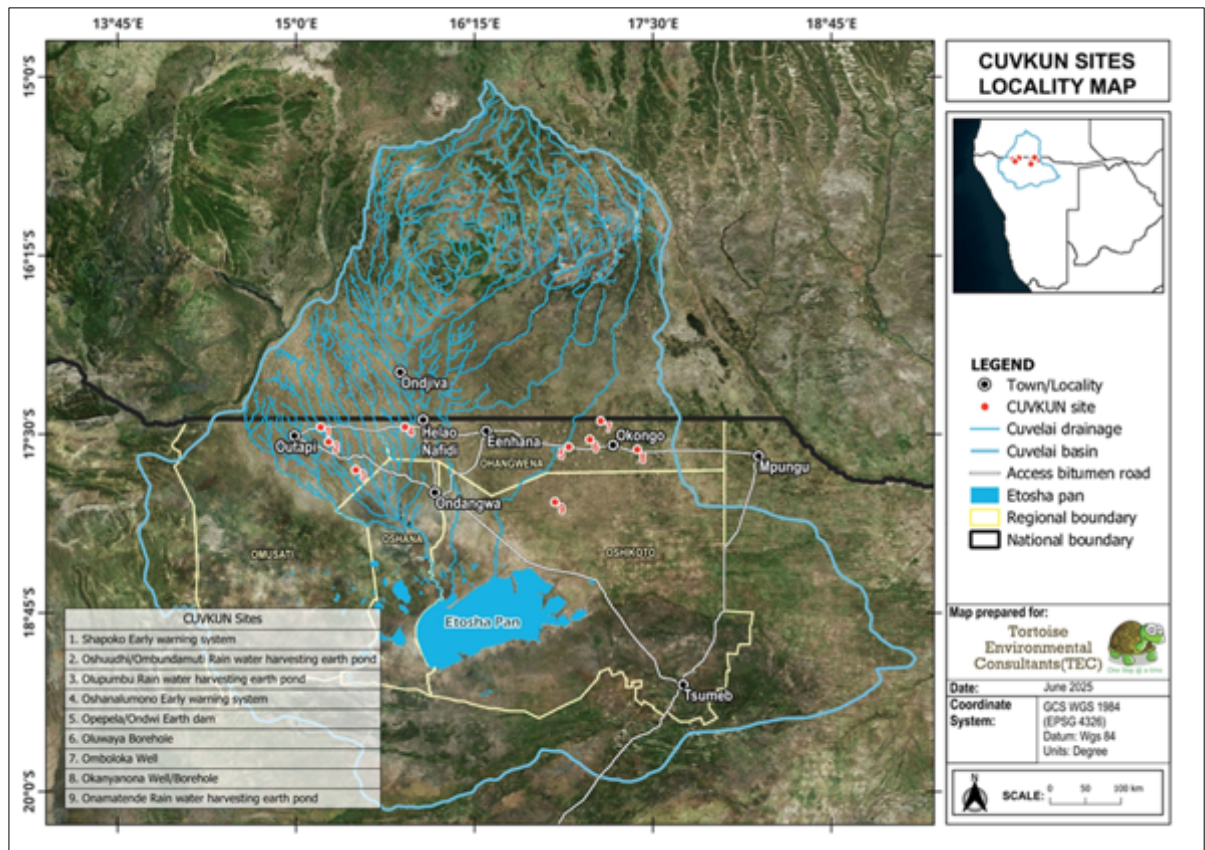 13°45'E 15°0'E 16°15'E 17°30'E 18°45'E
15°0'S
16°15'S
17°30'S
18°45'S
20°0'S
Ondjiva
Helao
Nafidi
Outapi
Eenhana
Okongo
OHANGWENA
Mpungu
Ondangwa
OSHANA
OMUSATI
OSHIKOTO
Etosha Pan
Tsumeb
CUVKUN Sites
1. Shapoko Early warning system
2. Oshuudhi/Ombundamuti Rain water harvesting earth pond
3. Olupumbu Rain water harvesting earth pond
4. Oshanalumono Early warning system
5. Opepela/Ondwi Earth dam
6. Oluwaya Borehole
7. Omboloka Well
8. Okanyanona Well/Borehole
9. Onamatende Rain water harvesting earth pond
CUVKUN SITES
LOCALITY MAP
LEGEND
Town/Locality
CUVKUN site
Cuvelai drainage
Cuvelai basin
Access bitumen road
Etosha pan
Regional boundary
National boundary
Map prepared for:
Tortoise
Environmental
Consultants(TEC)
One Step @ a time
Date: June 2025
Coordinate System: GCS WGS 1984
(EPSG 4326)
Datum: Wgs 84
Units: Degree
N
SCALE: 0 50 100 km